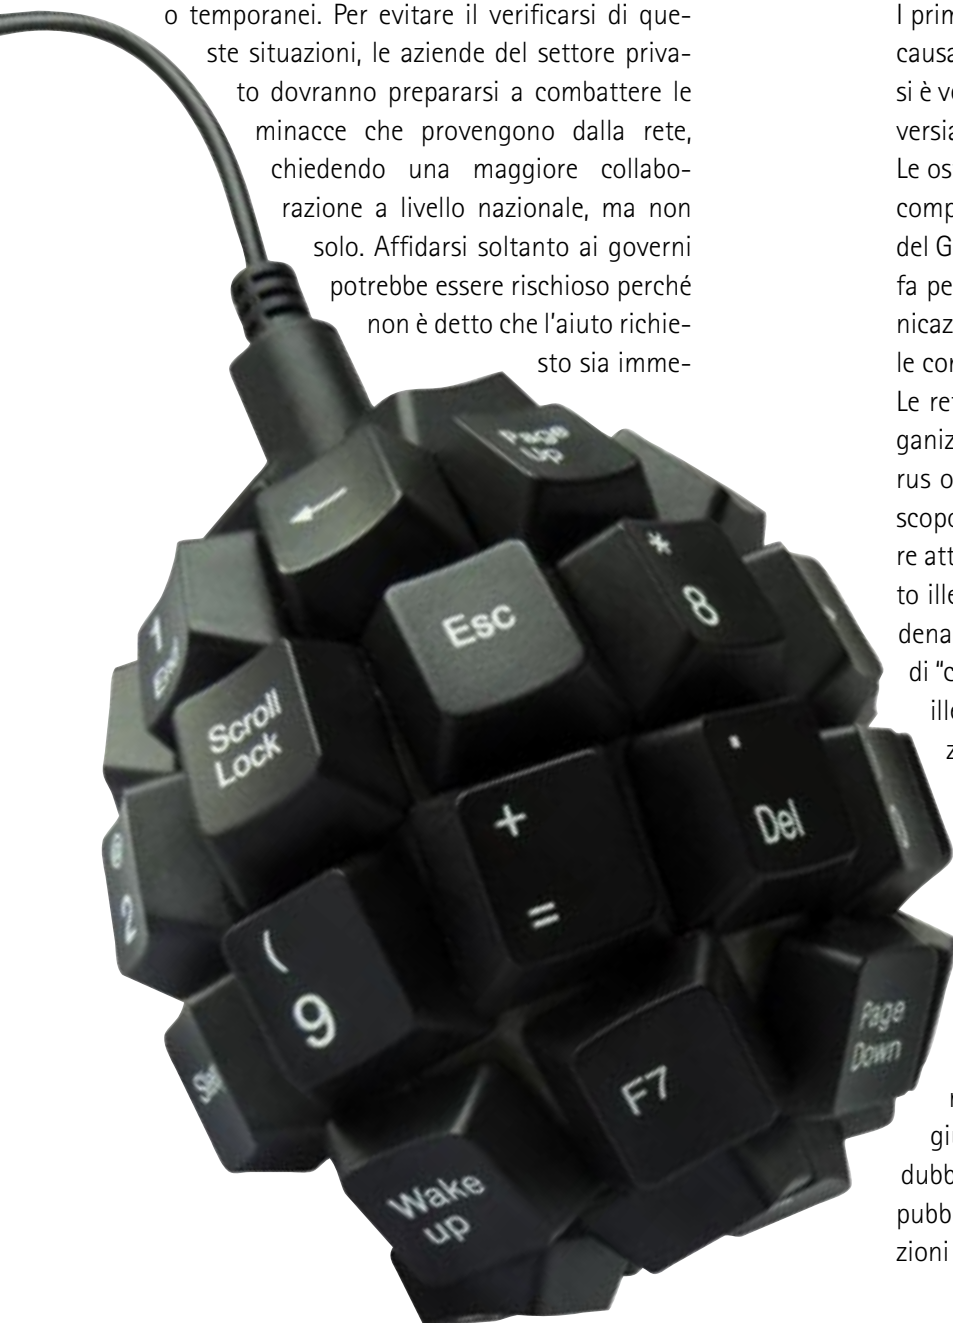 o temporanei. Per evitare il verificarsi di que-
ste situazioni, le aziende del settore priva-
to dovranno prepararsi a combattere le
minacce che provengono dalla rete,
chiedendo una maggiore collabo-
razione a livello nazionale, ma non
solo. Affidarsi soltanto ai governi
potrebbe essere rischioso perché
non è detto che l'aiuto richie-
sto sia imme-
Page
Up
←
Esc
*
8
1
Scroll
Lock
+
=
.
Del
2
(
9
F7
Page
Down
Wake
up
I prim
causa
si è v
versia
Le os
comp
del G
fa pe
nicaz
le co
Le re
ganiz
rus o
scopo
re att
to ille
dena
di "c
ill
z
giu
dubb
pubb
zioni